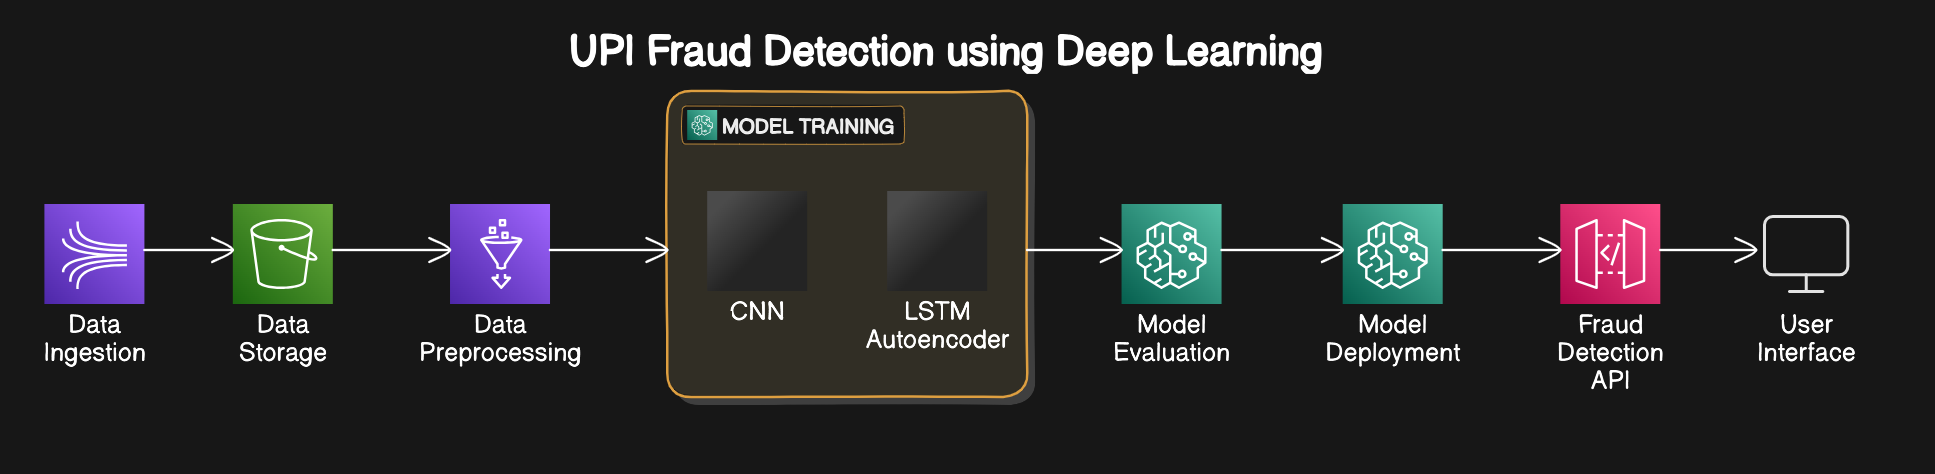 UPI Fraud Detection using Deep Learning
MODEL TRAINING
Data
Ingestion
Data
Storage
Data
Preprocessing
CNN
LSTM
Autoencoder
Model
Evaluation
Model
Deployment
Fraud
Detection
API
User
Interface